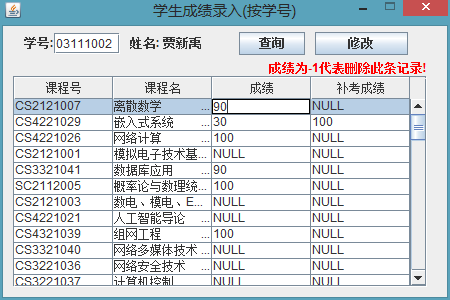 学生成绩录入(按学号)
学号: 03111002 姓名: 贾新禹 查询 修改
成绩为-1代表删除此条记录!
课程号 课程名 成绩 补考成绩
CS2121007 离散数学 ... 90 NULL
CS4221029 嵌入式系统 ... 30 100
CS4221026 网络计算 ... 100 NULL
CS2121001 模拟电子技术基... NULL NULL
CS3321041 数据库应用 ... 90 NULL
SC2112005 概率论与数理统... 100 NULL
CS2121003 数电、模电、E... NULL NULL
CS4221021 人工智能导论 ... NULL NULL
CS4321039 组网工程 ... 100 NULL
CS3321040 网络多媒体技术 ... NULL NULL
CS3221036 网络安全技术 ... NULL NULL
CS3221037 计算机控制 ... NULL NULL